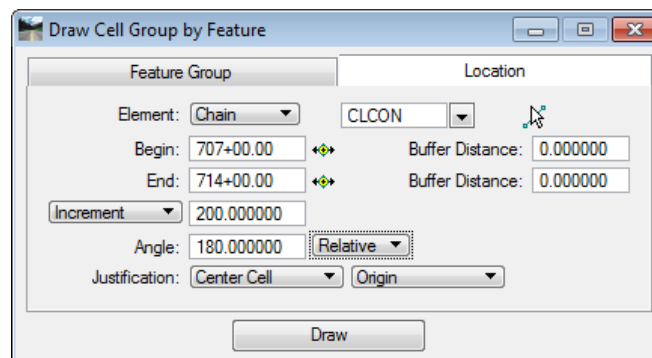 Draw Cell Group by Feature
Feature Group Location
Element: Chain CLCON
Begin: 707+00.00 Buffer Distance: 0.000000
End: 714+00.00 Buffer Distance: 0.000000
Increment 200.000000
Angle: 180.000000 Relative
Justification: Center Cell Origin
Draw